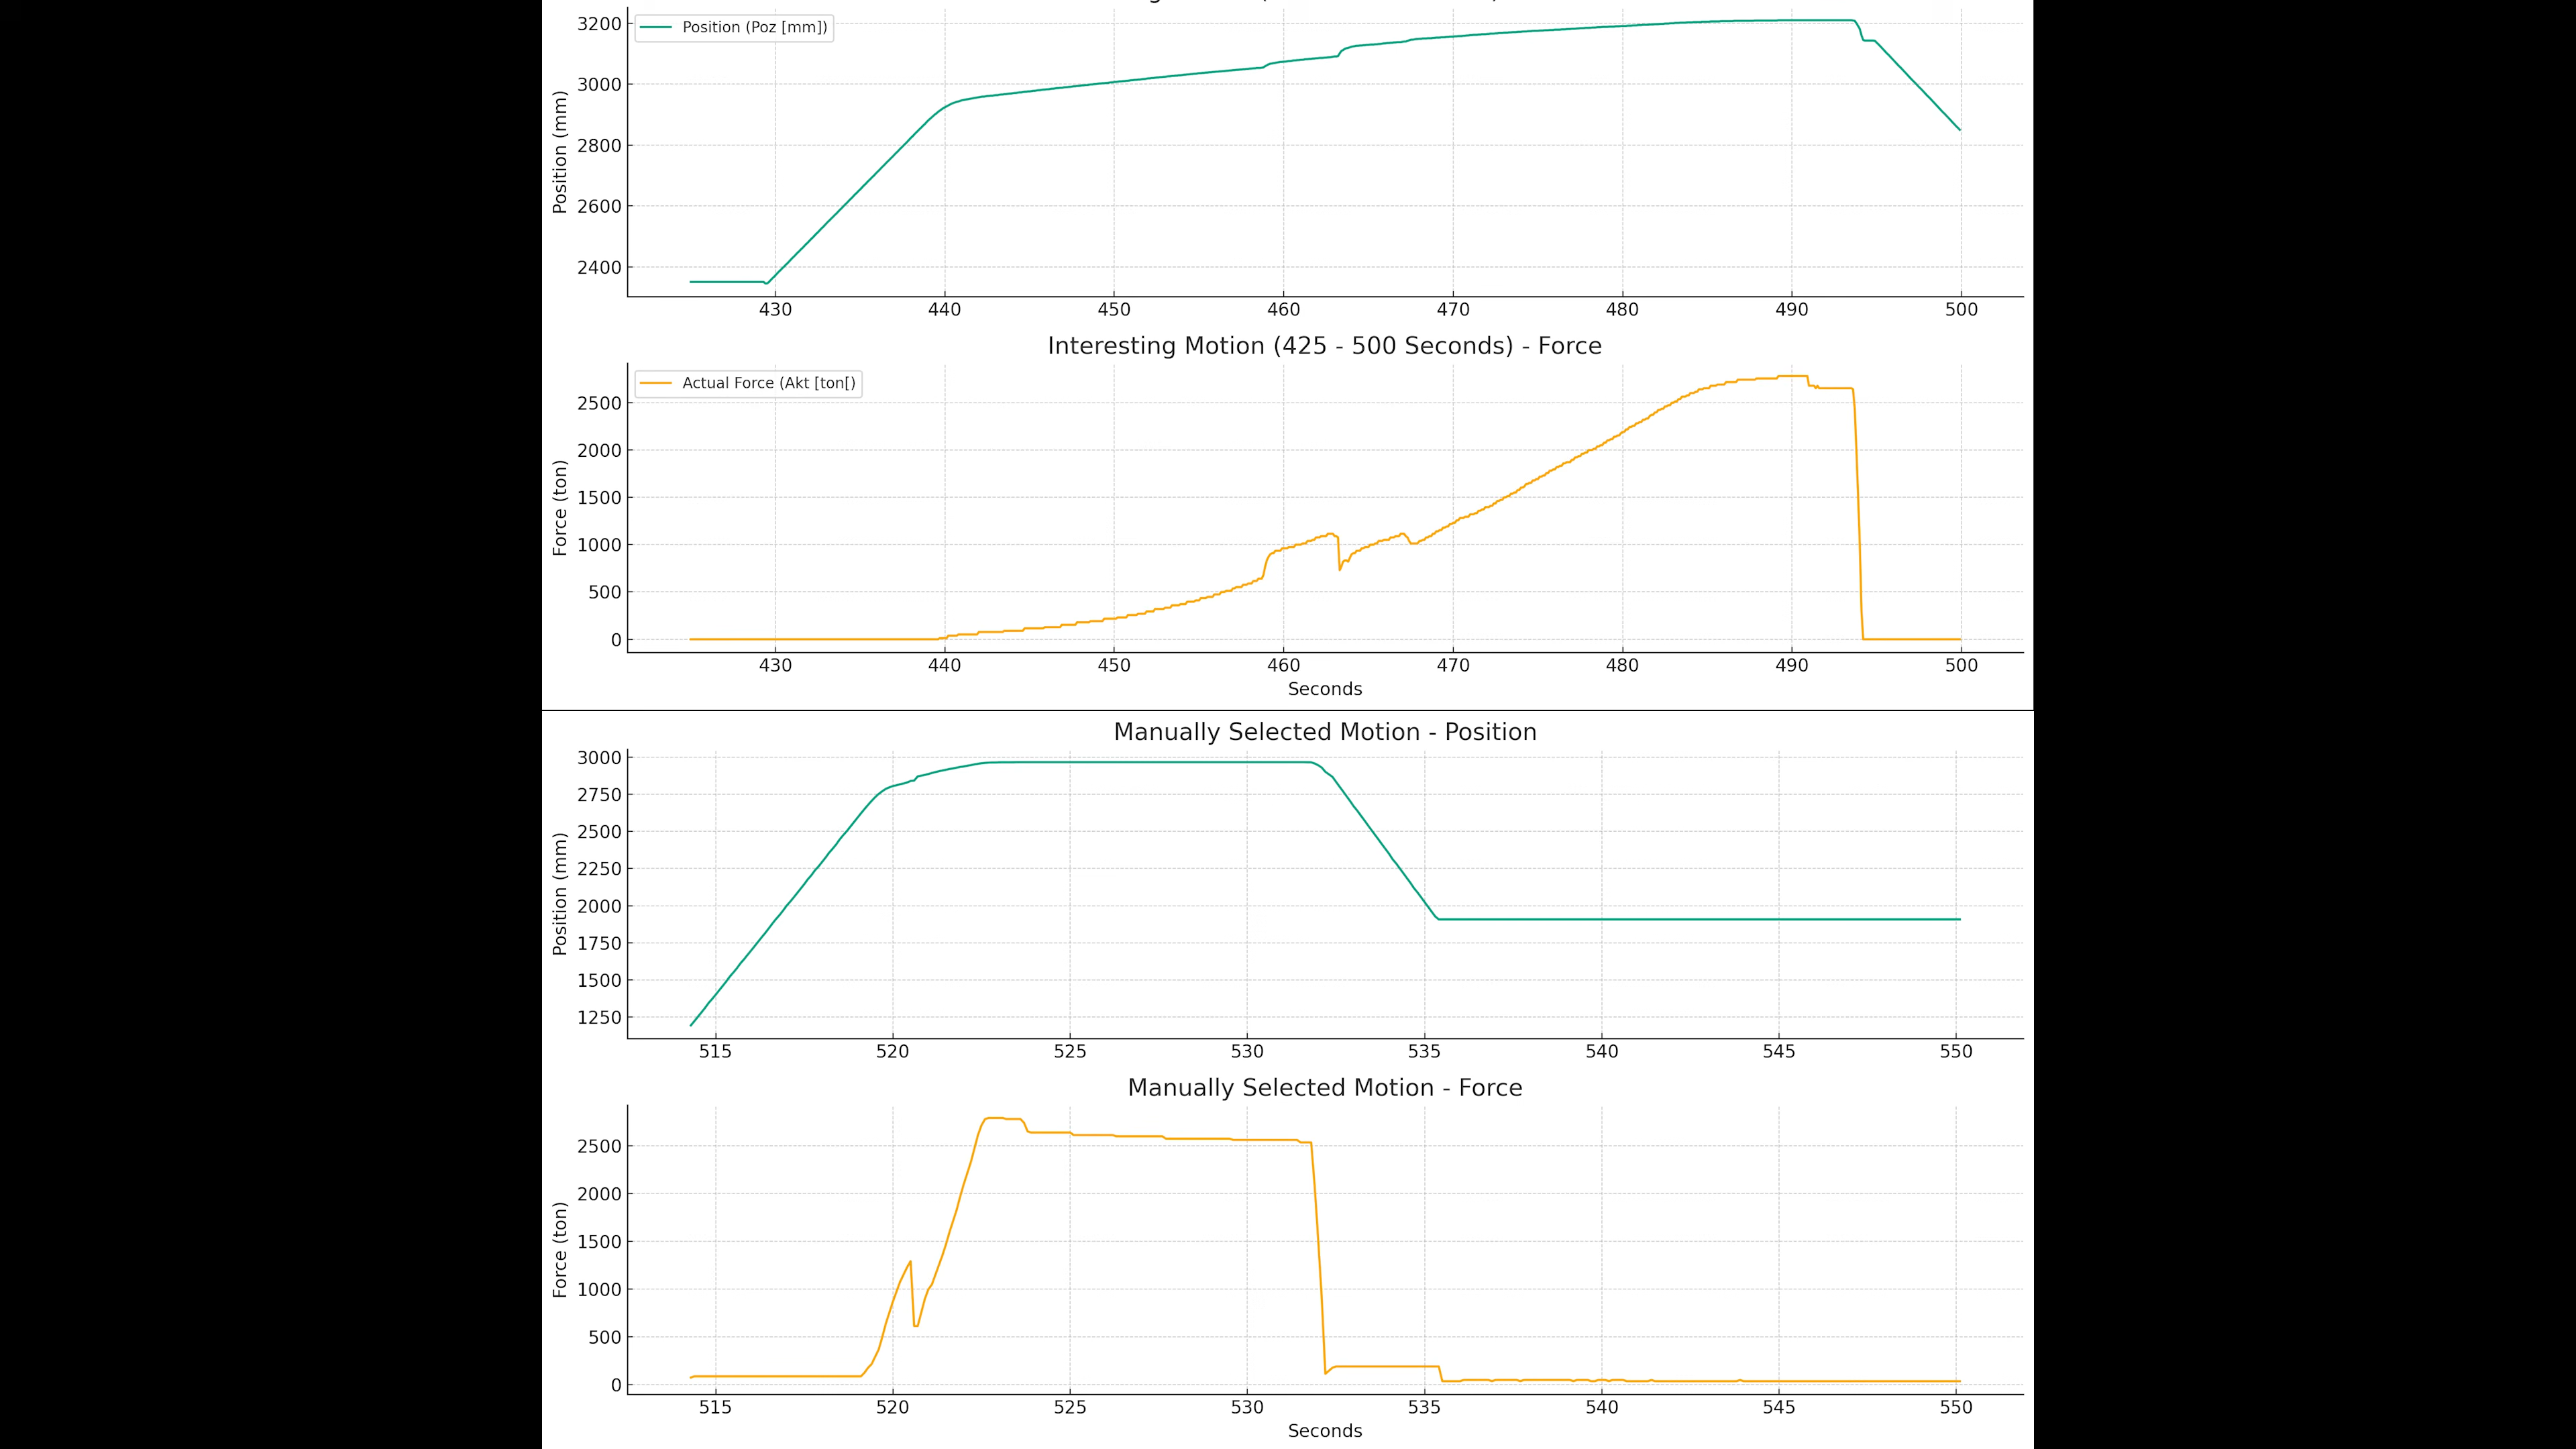 Position (Poz [mm])
3200
3000
2800
2600
2400
Position (mm)
430 440 450 460 470 480 490 500
Interesting Motion (425 - 500 Seconds) - Force
Actual Force (Akt [ton[)
2500
2000
1500
1000
500
0
Force (ton)
430 440 450 460 470 480 490 500
Seconds
Manually Selected Motion - Position
3000
2750
2500
2250
2000
1750
1500
1250
Position (mm)
515 520 525 530 535 540 545 550
Manually Selected Motion - Force
2500
2000
1500
1000
500
0
Force (ton)
515 520 525 530 535 540 545 550
Seconds